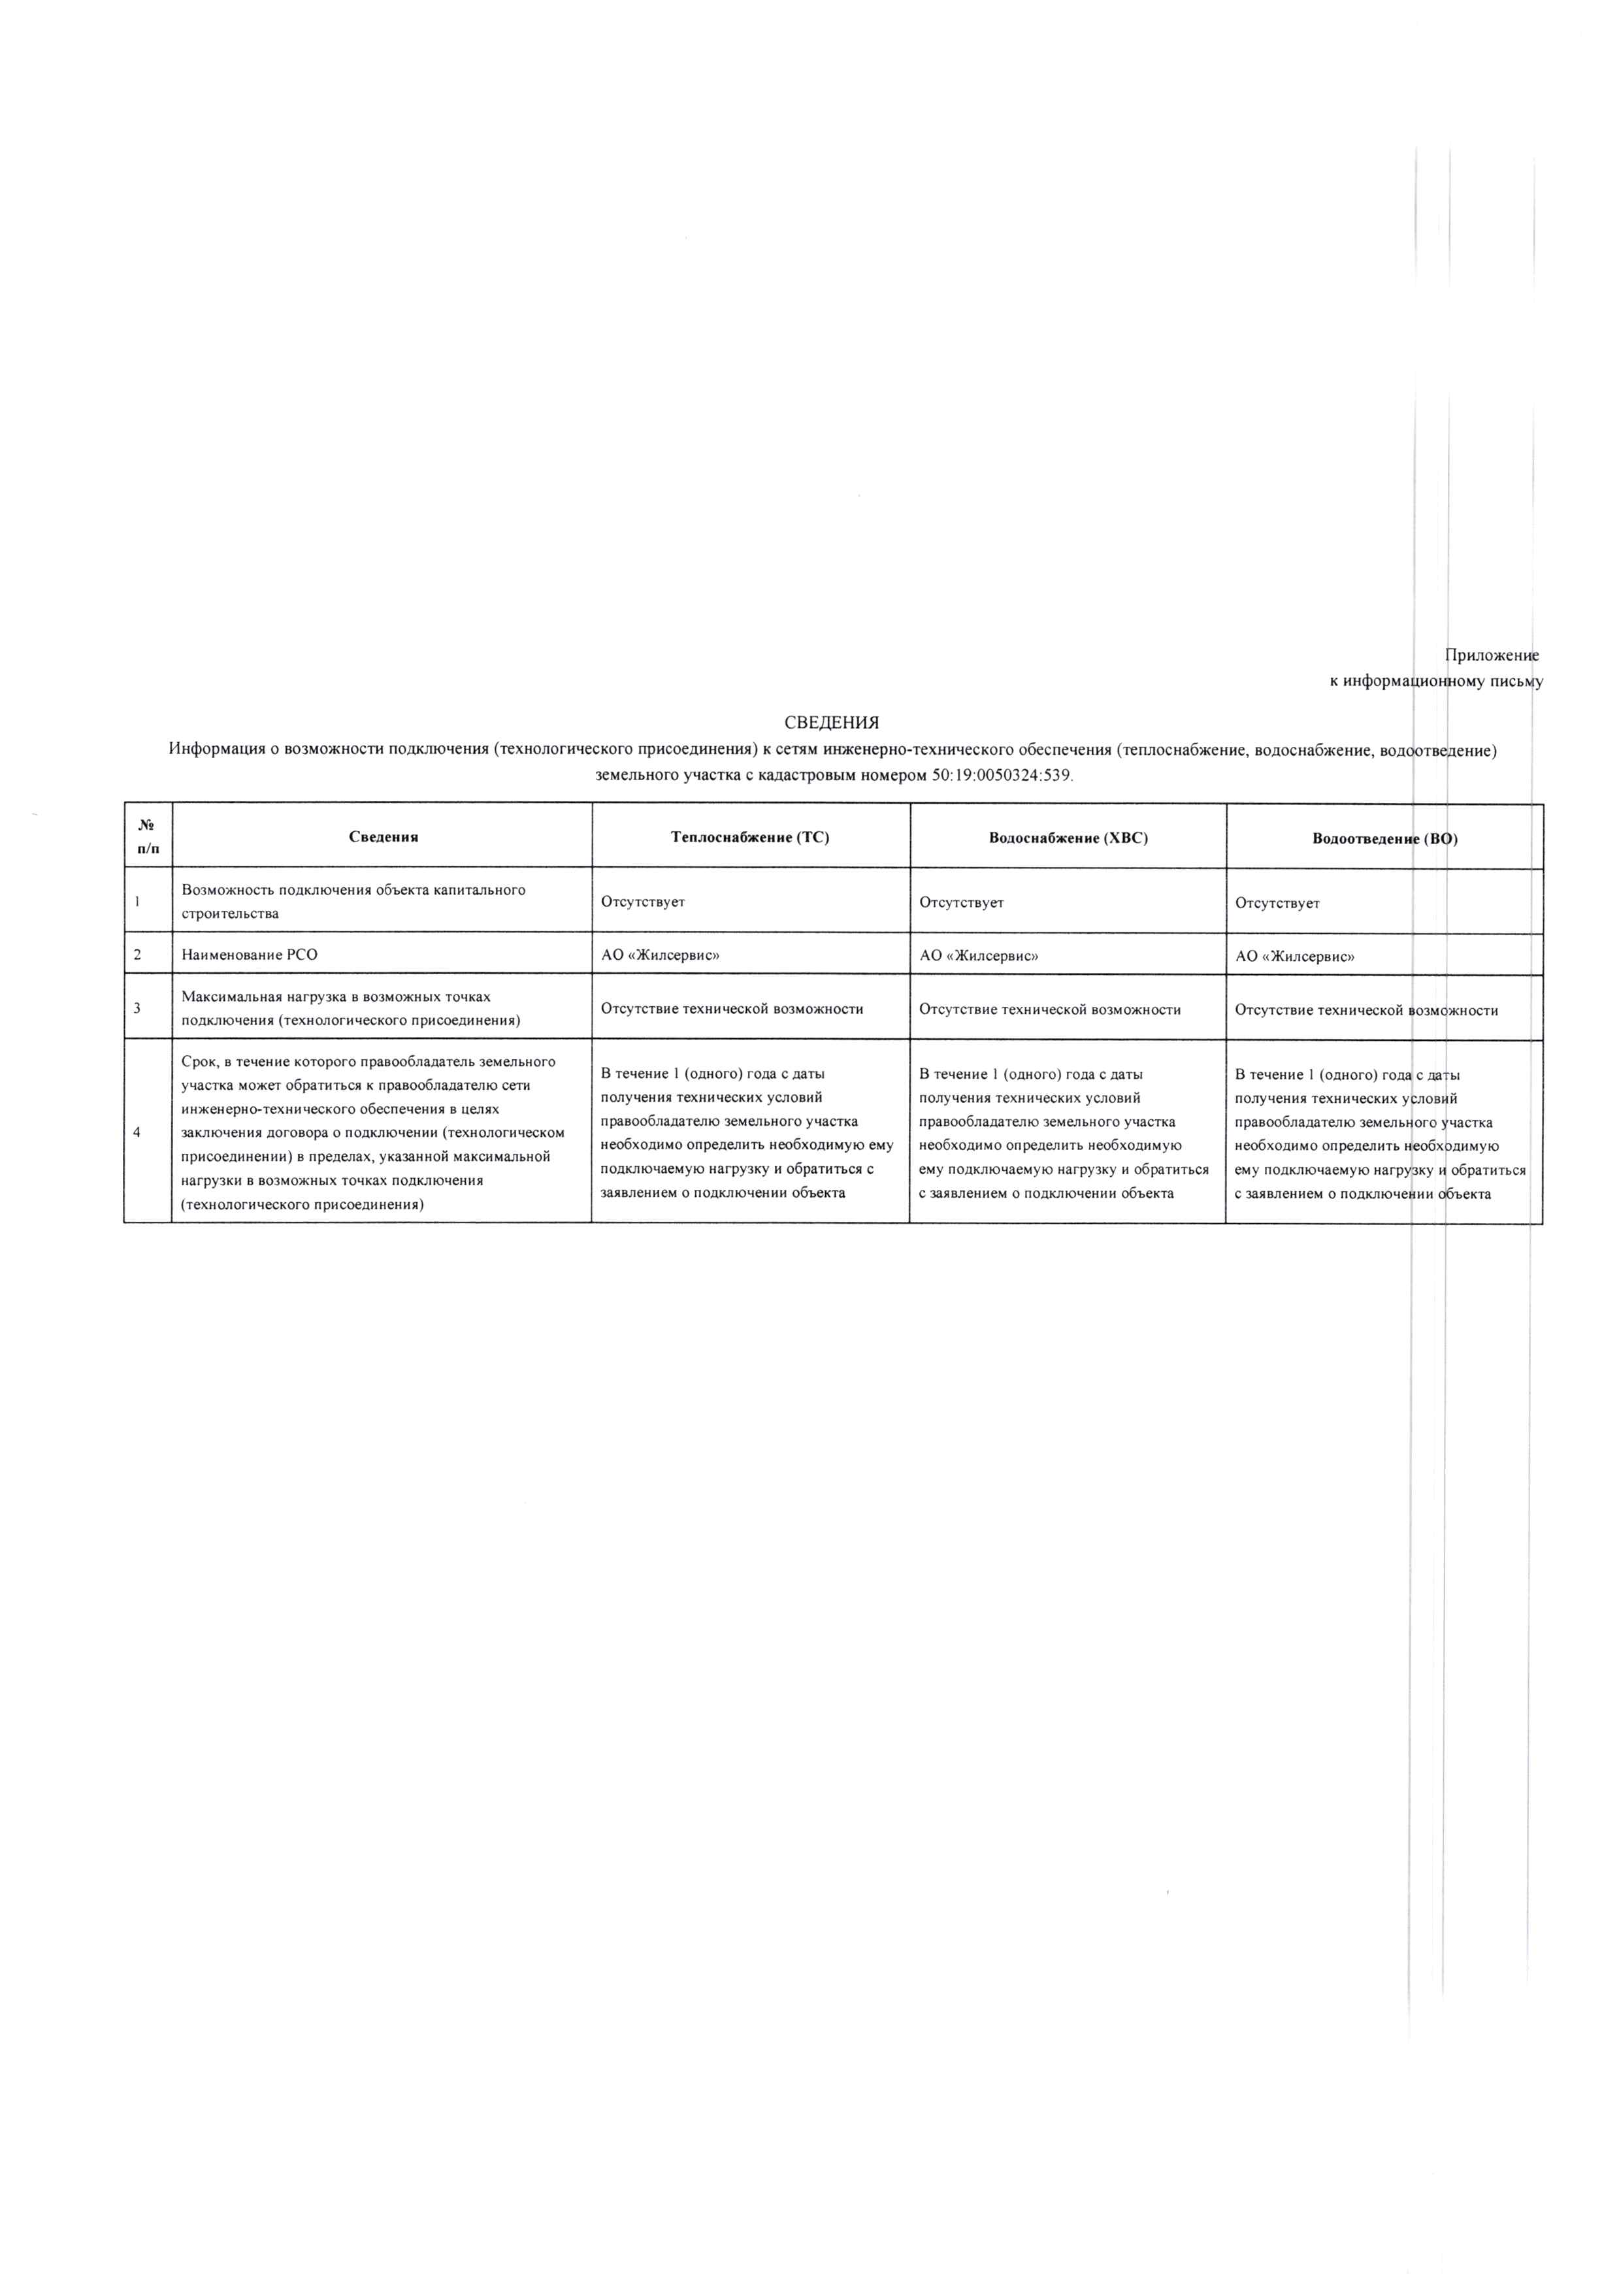 Приложение
к информационному письму
СВЕДЕНИЯ
Информация о возможности подключения (технологического присоединения) к сетям инженерно-технического обеспечения (теплоснабжение, водоснабжение, водоотведение)
земельного участка с кадастровым номером 50:19:0050324:539.
№
п/п
Сведения
Теплоснабжение (ТС)
Водоснабжение (ХВС)
Водоотведение (ВО)
1
Возможность подключения объекта капитального
строительства
Отсутствует
Отсутствует
Отсутствует
2
Наименование РСО
АО «Жилсервис»
АО «Жилсервис»
АО «Жилсервис»
3
Максимальная нагрузка в возможных точках
подключения (технологического присоединения)
Отсутствие технической возможности
Отсутствие технической возможности
Отсутствие технической возможности
4
Срок, в течение которого правообладатель земельного
участка может обратиться к правообладателю сети
инженерно-технического обеспечения в целях
заключения договора о подключении (технологическом
присоединении) в пределах, указанной максимальной
нагрузки в возможных точках подключения
(технологического присоединения)
В течение 1 (одного) года с даты
получения технических условий
правообладателю земельного участка
необходимо определить необходимую ему
подключаемую нагрузку и обратиться с
заявлением о подключении объекта
В течение 1 (одного) года с даты
получения технических условий
правообладателю земельного участка
необходимо определить необходимую
ему подключаемую нагрузку и обратиться
с заявлением о подключении объекта
В течение 1 (одного) года с даты
получения технических условий
правообладателю земельного участка
необходимо определить необходимую
ему подключаемую нагрузку и обратиться
с заявлением о подключении объекта